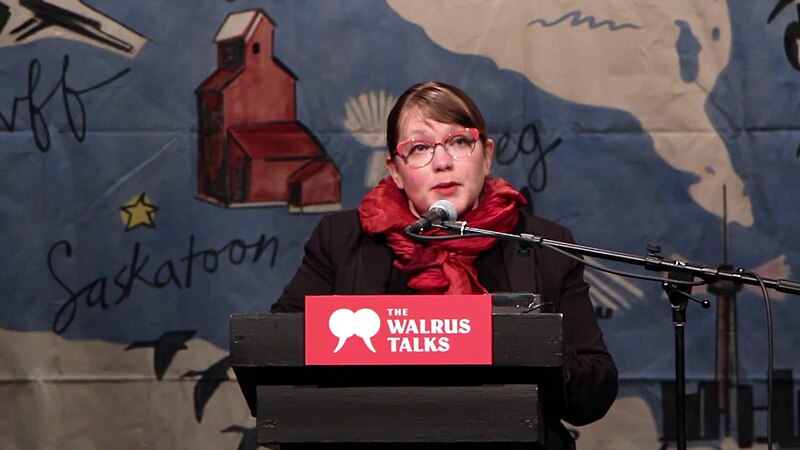 Saskatoon
THE
WALRUS
TALKS